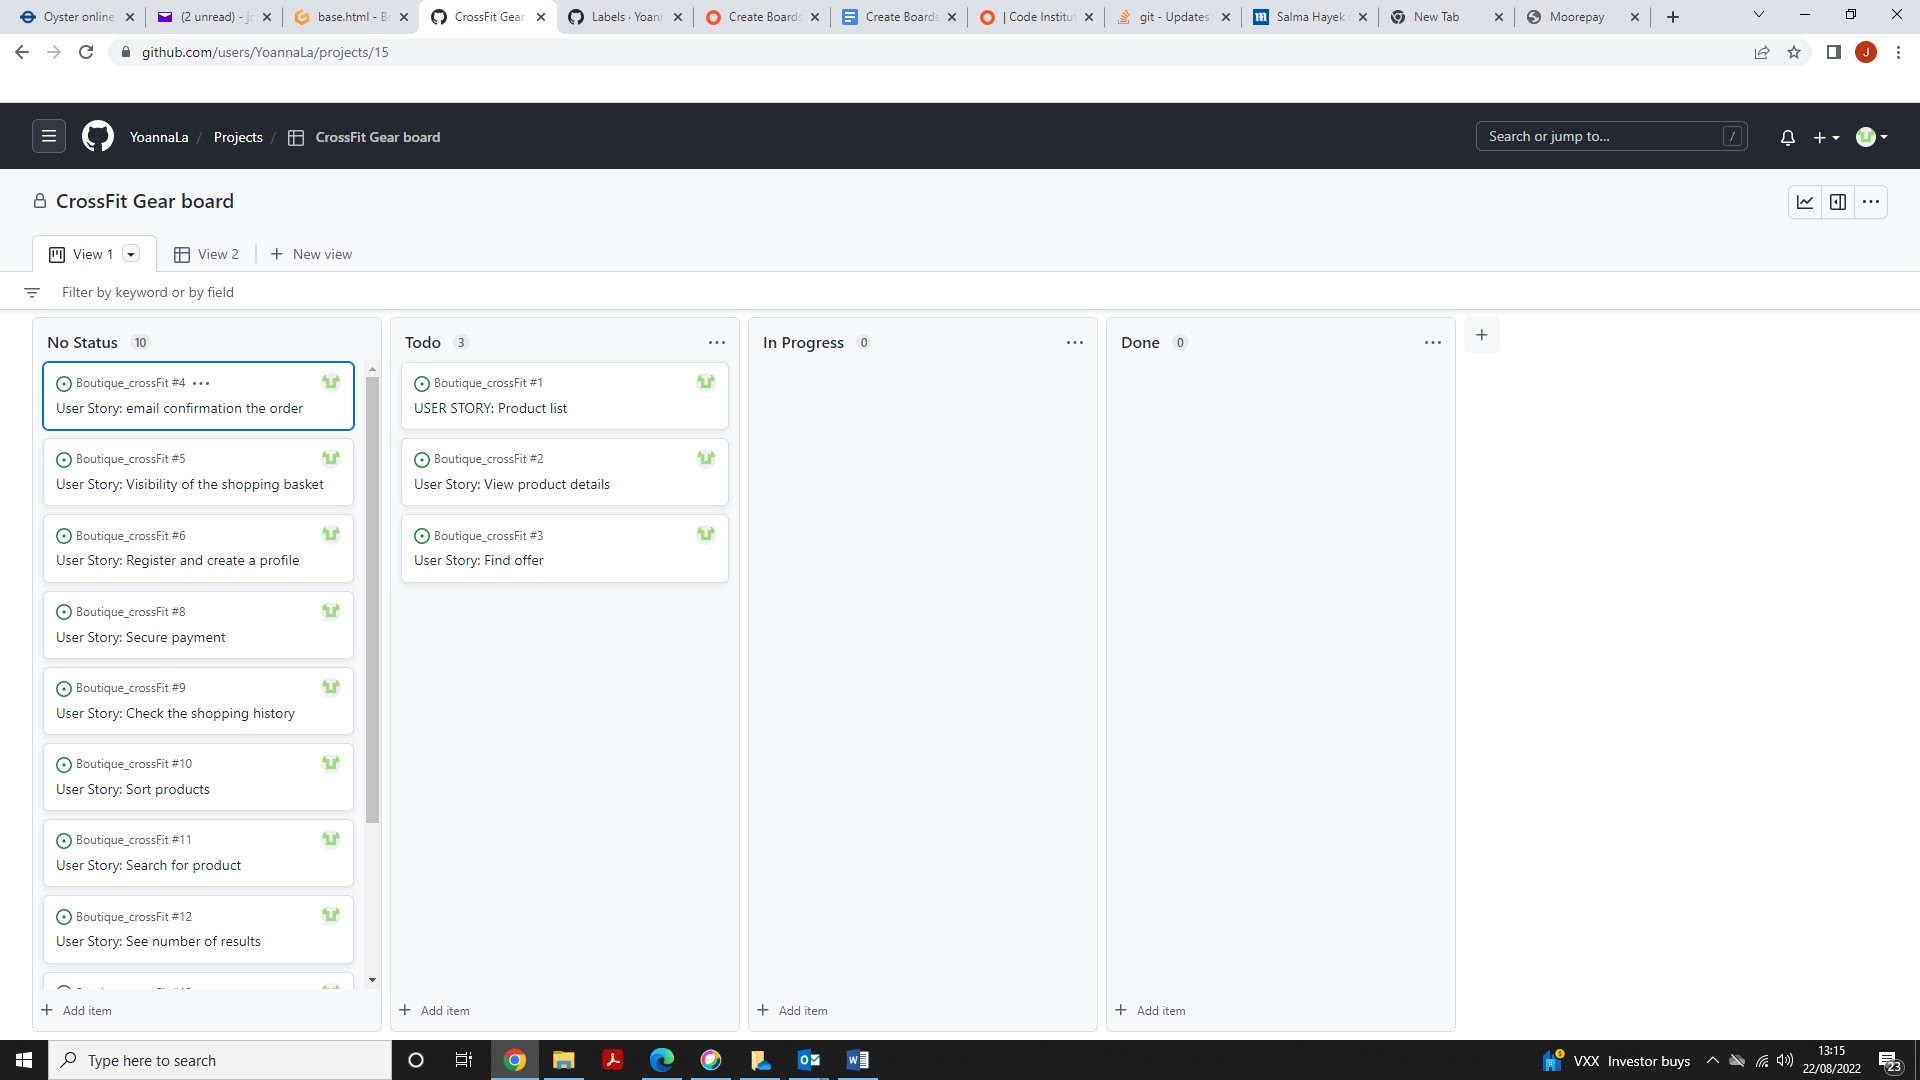 Oyster online
(2 unread) - jo
base.html - B
CrossFit Gear
Labels · Yoann
Create Boards
Create Boards
| Code Institut
git - Updates
Salma Hayek
New Tab
Moorepay
github.com/users/YoannaLa/projects/15
J
YoannaLa / Projects / CrossFit Gear board
Search or jump to... /
CrossFit Gear board
View 1
View 2
New view
Filter by keyword or by field
No Status 10
Boutique_crossFit #4
User Story: email confirmation the order
Boutique_crossFit #5
User Story: Visibility of the shopping basket
Boutique_crossFit #6
User Story: Register and create a profile
Boutique_crossFit #8
User Story: Secure payment
Boutique_crossFit #9
User Story: Check the shopping history
Boutique_crossFit #10
User Story: Sort products
Boutique_crossFit #11
User Story: Search for product
Boutique_crossFit #12
User Story: See number of results
Add item
Todo 3
Boutique_crossFit #1
USER STORY: Product list
Boutique_crossFit #2
User Story: View product details
Boutique_crossFit #3
User Story: Find offer
Add item
In Progress 0
Add item
Done 0
Add item
Type here to search
VXX Investor buys
13:15
22/08/2022
23